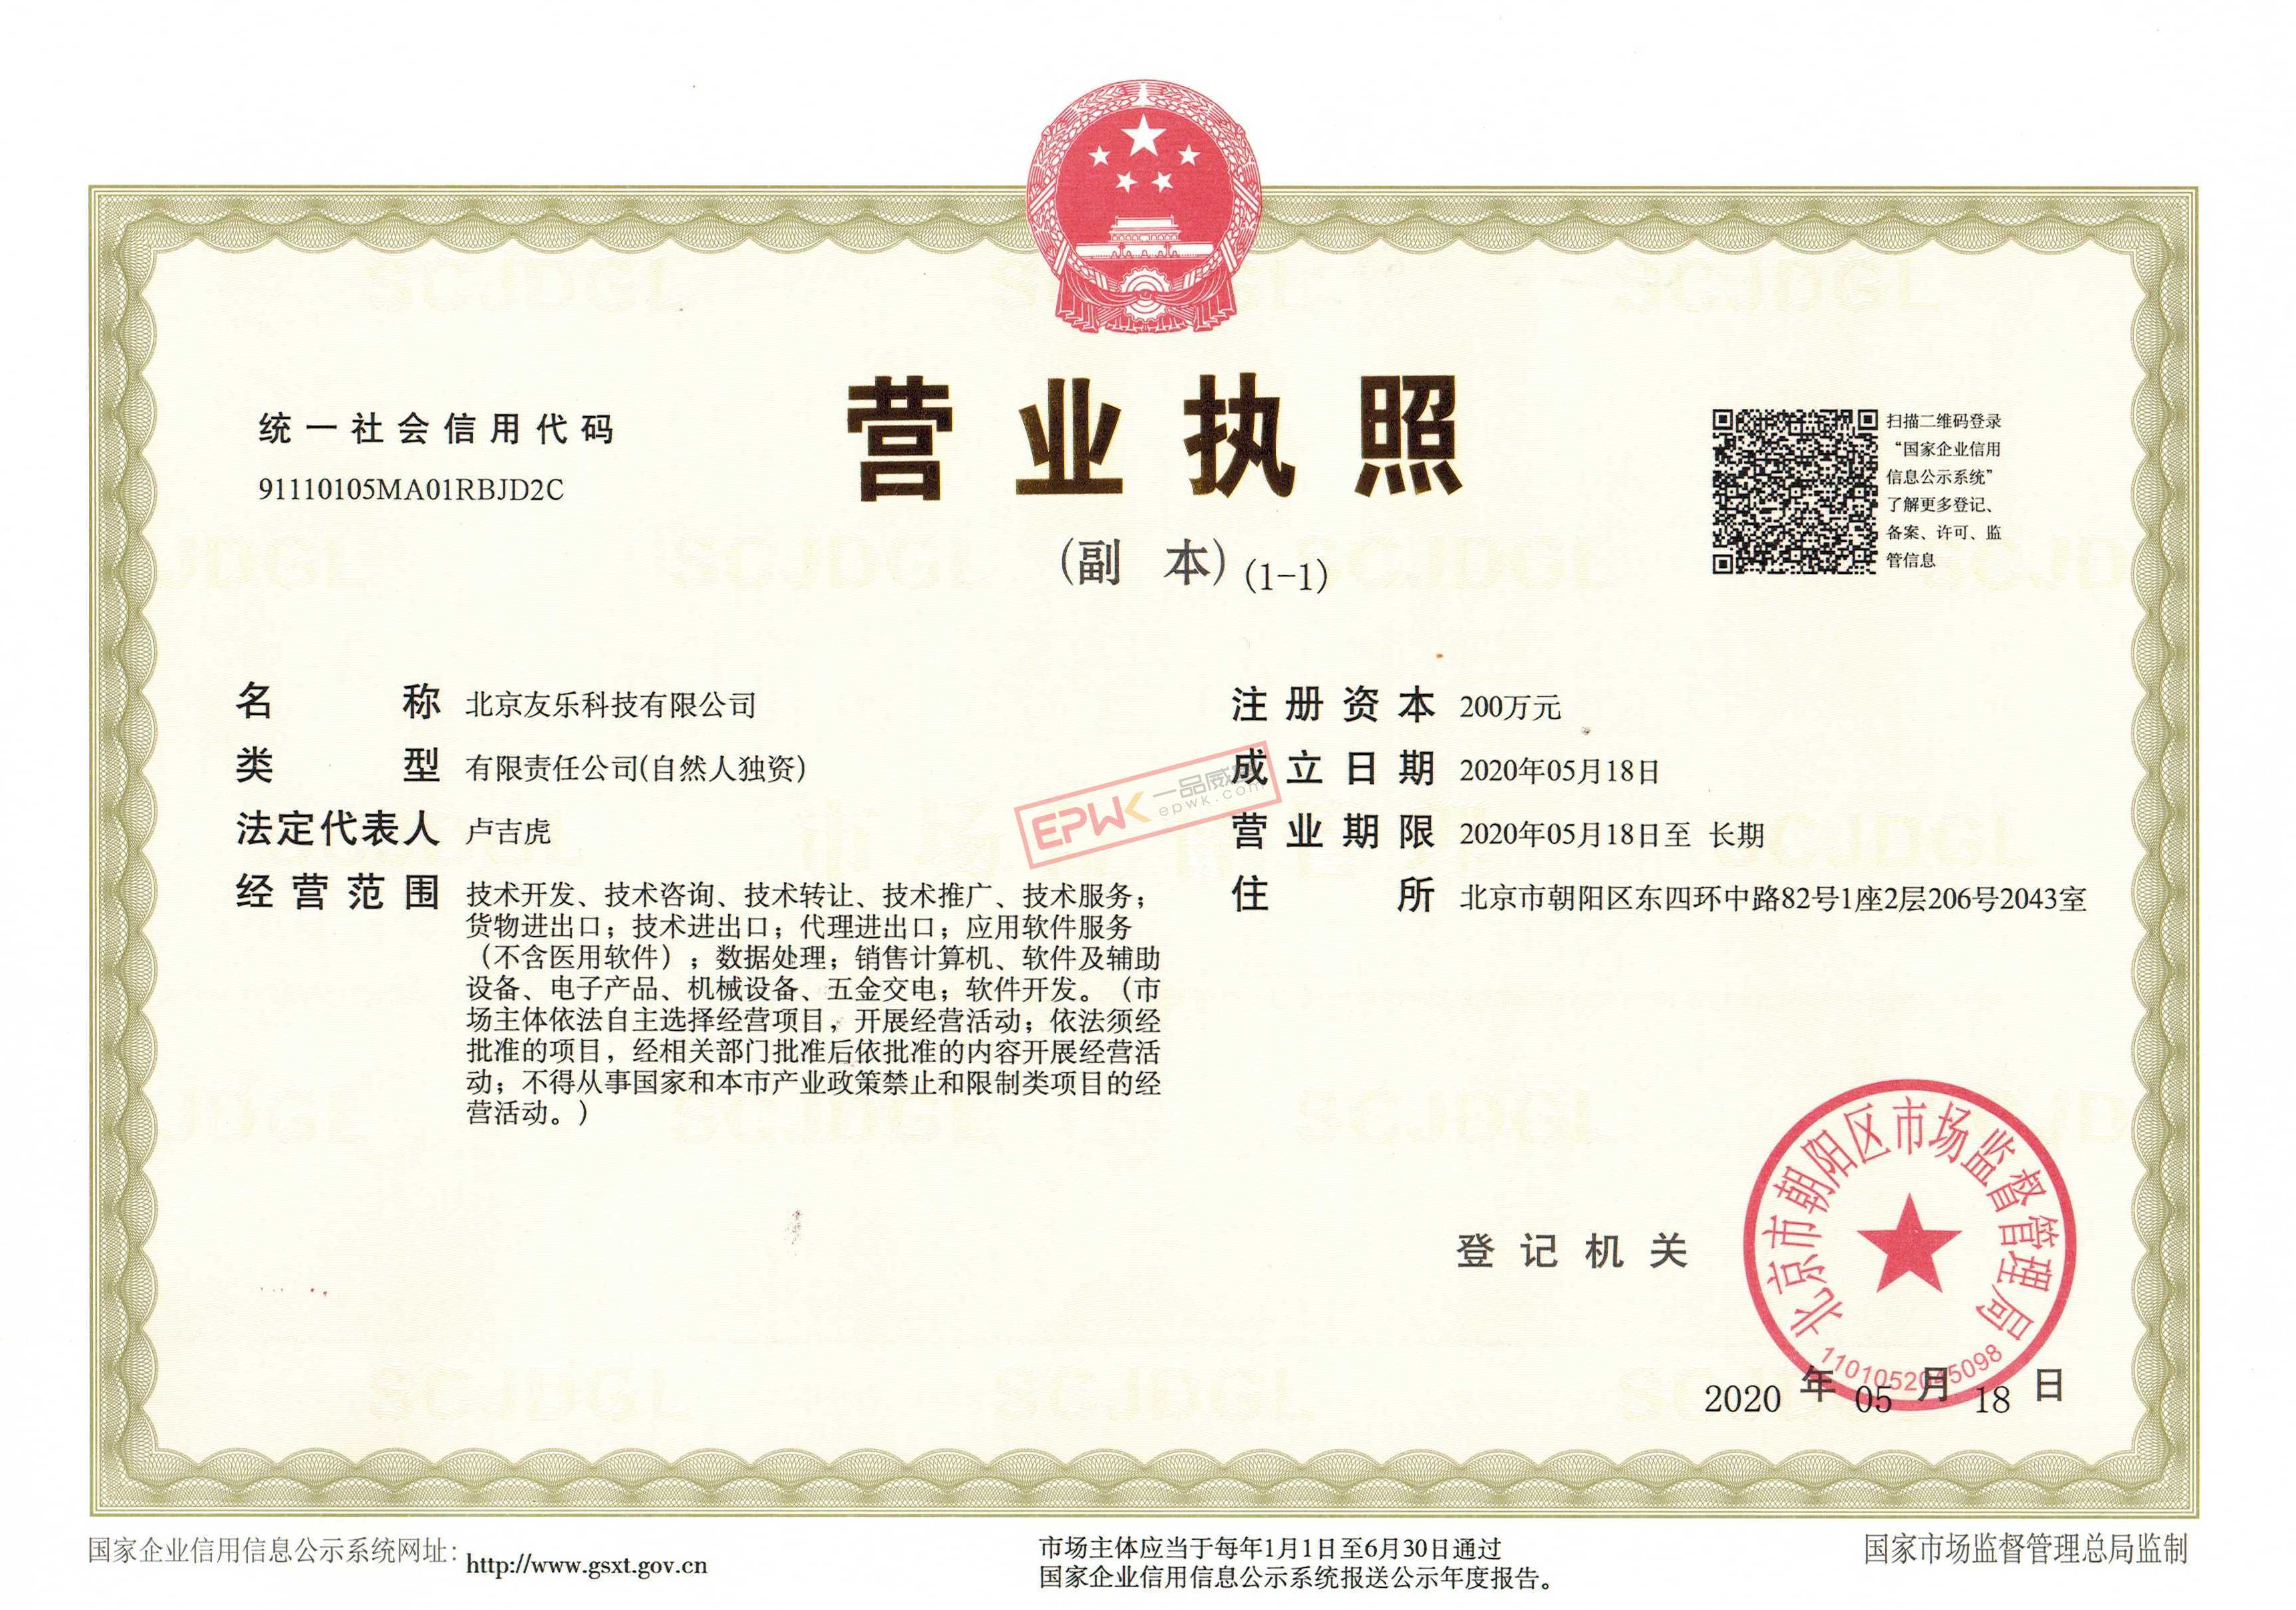 营业执照
(副 本) (1-1)
统一社会信用代码
91110105MA01RBJD2C
扫描二维码登录
“国家企业信用
信息公示系统”
了解更多登记、
备案、许可、监
管信息
名 称 北京友乐科技有限公司
类 型 有限责任公司(自然人独资)
法定代表人 卢吉虎
经营范围 技术开发、技术咨询、技术转让、技术推广、技术服务；
货物进出口；技术进出口；代理进出口；应用软件服务
（不含医用软件）；数据处理；销售计算机、软件及辅助
设备、电子产品、机械设备、五金交电；软件开发。（市
场主体依法自主选择经营项目，开展经营活动；依法须经
批准的项目，经相关部门批准后依批准的内容开展经营活
动；不得从事国家和本市产业政策禁止和限制类项目的经
营活动。）
注册资本 200万元
成立日期 2020年05月18日
营业期限 2020年05月18日至 长期
住 所 北京市朝阳区东四环中路82号1座2层206号2043室
EPWK 一品威客
epwk.com
登记机关
北京市朝阳区市场监督管理局
1101052045098
2020 年 05 月 18 日
国家企业信用信息公示系统网址：http://www.gsxt.gov.cn
市场主体应当于每年1月1日至6月30日通过
国家企业信用信息公示系统报送公示年度报告。
国家市场监督管理总局监制
SCJDGL